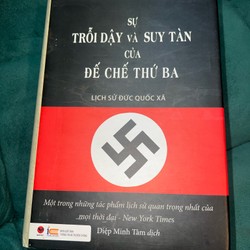 SỰ
TRỖI DẬY VÀ SUY TÀN
CỦA
ĐẾ CHẾ THỨ BA
LỊCH SỬ ĐỨC QUỐC XÃ
Một trong những tác phẩm lịch sử quan trọng nhất của
mọi thời đại - New York Times
Diệp Minh Tâm dịch